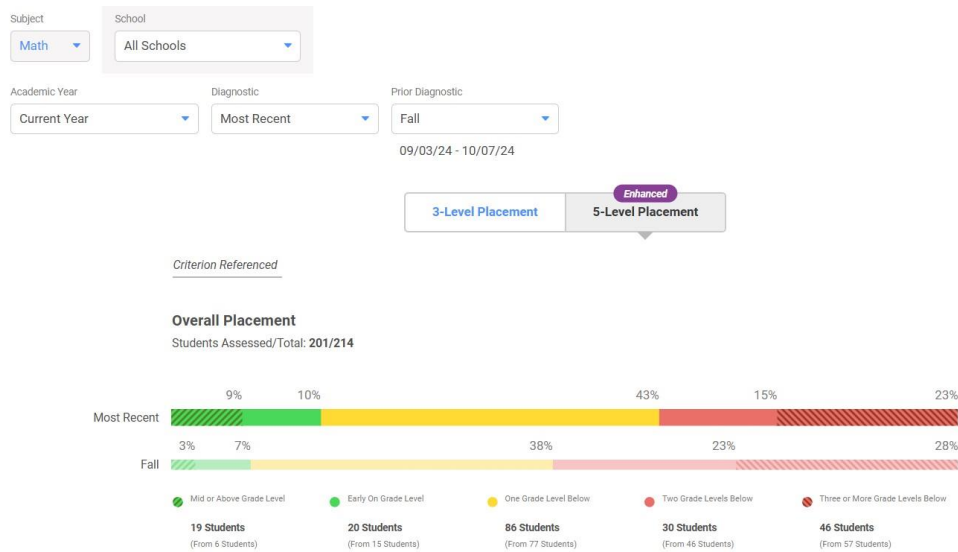 Subject
School
Math
All Schools
Academic Year
Diagnostic
Prior Diagnostic
Current Year
Most Recent
Fall
09/03/24 - 10/07/24
Enhanced
3-Level Placement
5-Level Placement
Criterion Referenced
Overall Placement
Students Assessed/Total: 201/214
9% 10% 43% 15% 23%
Most Recent
3% 7% 38% 23% 28%
Fall
Mid or Above Grade Level
Early On Grade Level
One Grade Level Below
Two Grade Levels Below
Three or More Grade Levels Below
19 Students
20 Students
86 Students
30 Students
46 Students
(From 6 Students)
(From 15 Students)
(From 77 Students)
(From 46 Students)
(From 57 Students)